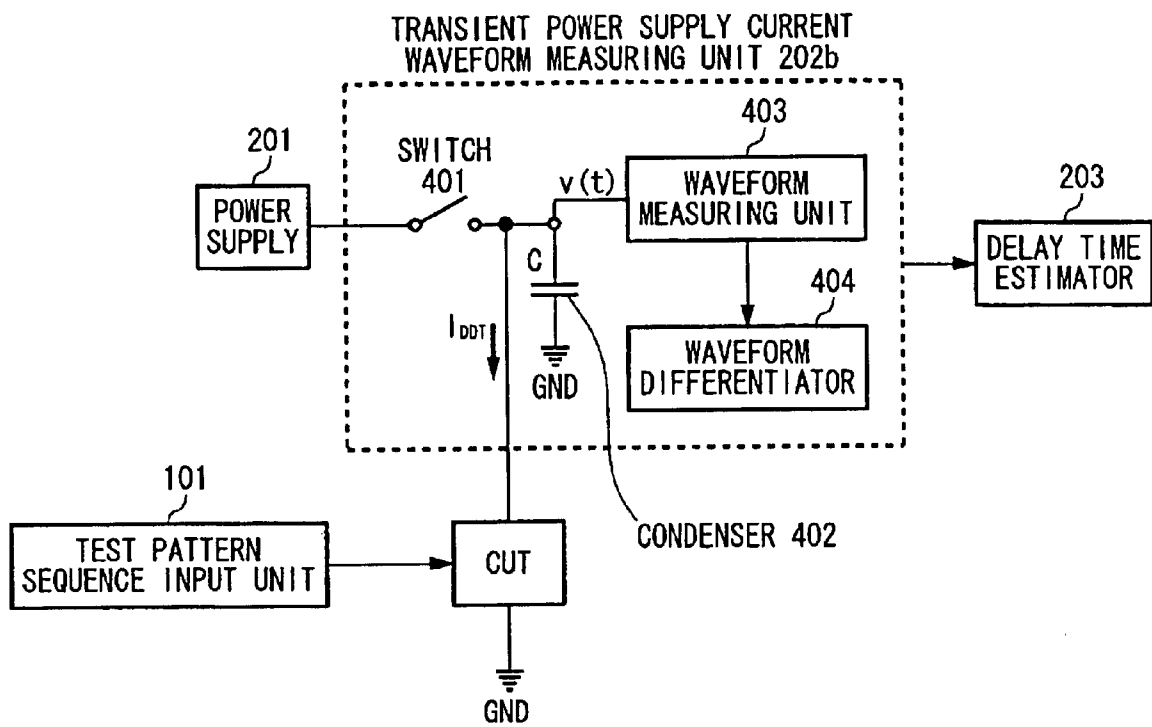 TRANSIENT POWER SUPPLY CURRENT
WAVEFORM MEASURING UNIT 202b
201
POWER
SUPPLY
SWITCH
401
v(t)
403
WAVEFORM
MEASURING UNIT
203
DELAY TIME
ESTIMATOR
C
IDDT
GND
404
WAVEFORM
DIFFERENTIATOR
101
TEST PATTERN
SEQUENCE INPUT UNIT
CUT
CONDENSER 402
GND